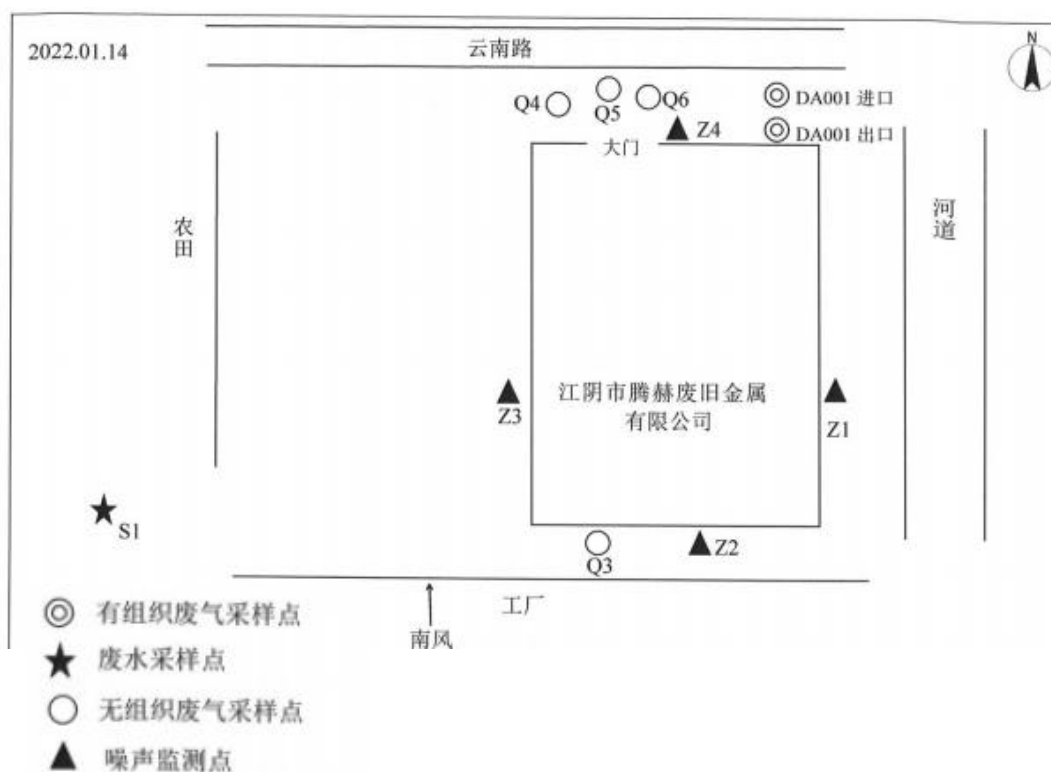 云南路
2022.01.14
N
Q4
Q5
Q6
DA001 进口
Z4
DA001 出口
大门
农田
河道
江阴市腾赫废旧金属
有限公司
Z3
Z1
S1
Z2
Q3
工厂
南风
有组织废气采样点
废水采样点
无组织废气采样点
噪声监测点